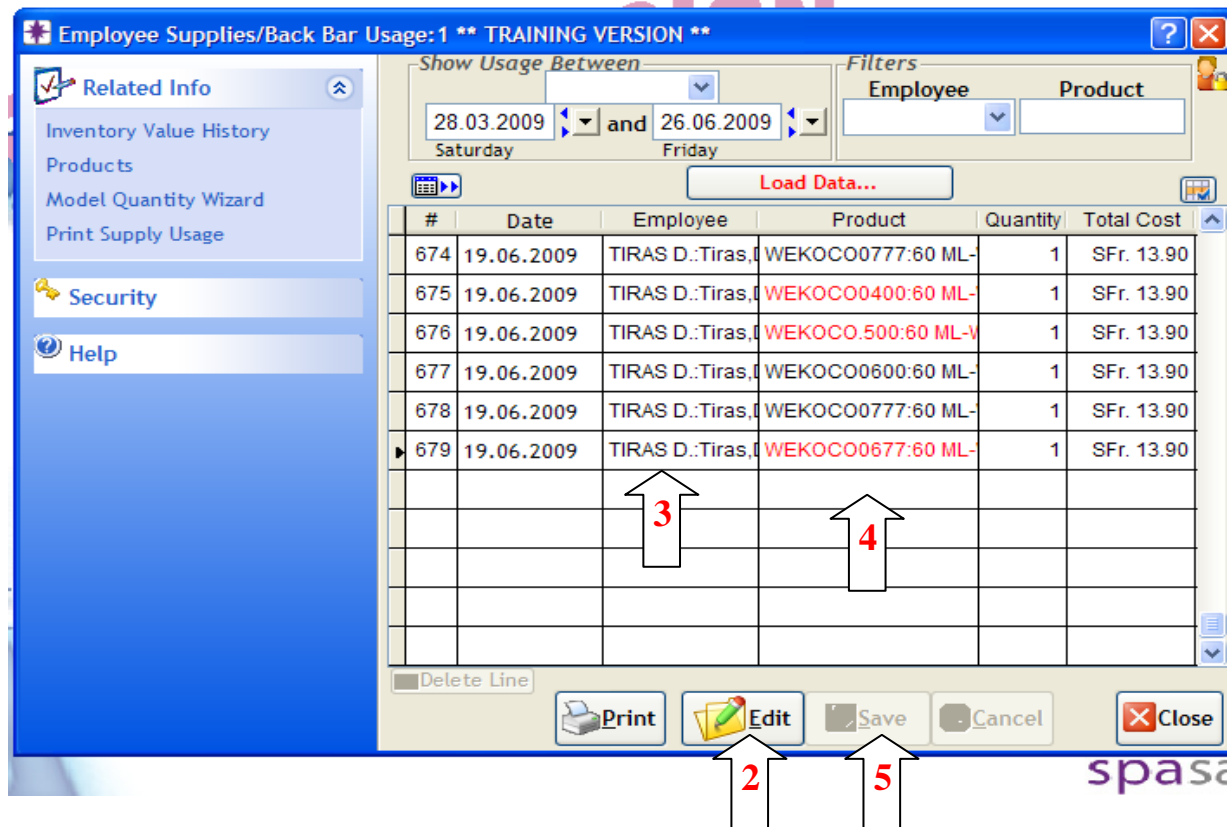 Employee Supplies/Back Bar Usage:1 ** TRAINING VERSION **
Related Info
Inventory Value History
Products
Model Quantity Wizard
Print Supply Usage
Security
Help
Show Usage Between
28.03.2009 and 26.06.2009
Saturday Friday
Filters
Employee Product
Load Data...
# Date Employee Product Quantity Total Cost
674 19.06.2009 TIRAS D.:Tiras, WEKOCO0777:60 ML- 1 SFr. 13.90
675 19.06.2009 TIRAS D.:Tiras, WEKOCO0400:60 ML- 1 SFr. 13.90
676 19.06.2009 TIRAS D.:Tiras, WEKOCO.500:60 ML- 1 SFr. 13.90
677 19.06.2009 TIRAS D.:Tiras, WEKOCO0600:60 ML- 1 SFr. 13.90
678 19.06.2009 TIRAS D.:Tiras, WEKOCO0777:60 ML- 1 SFr. 13.90
679 19.06.2009 TIRAS D.:Tiras, WEKOCO0677:60 ML- 1 SFr. 13.90
3 4
Delete Line
Print Edit Save Cancel Close
2 5
spasa